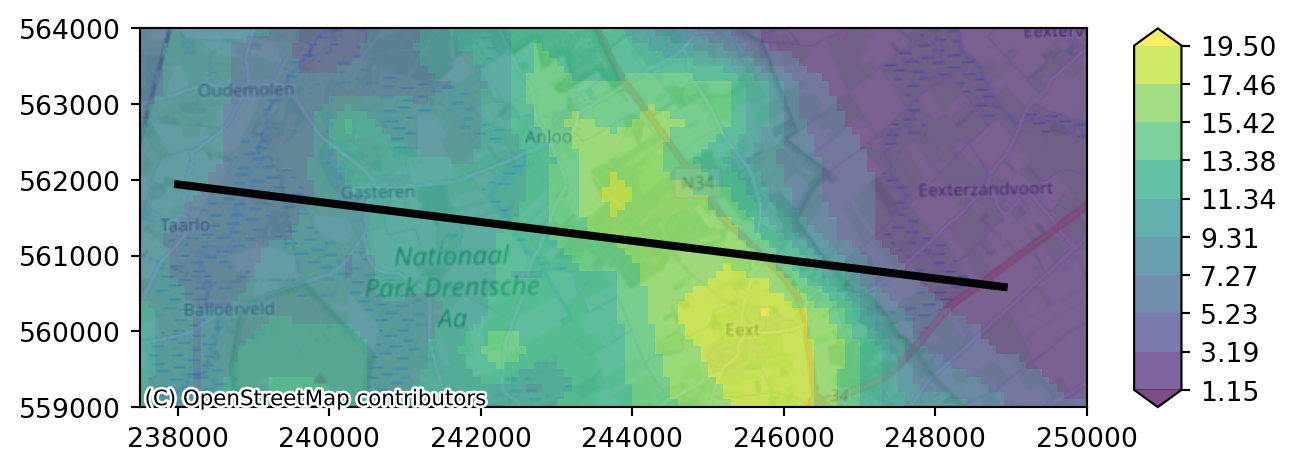 564000
563000
562000
561000
560000
559000
238000 240000 242000 244000 246000 248000 250000
Oudemolen
Anloo
Gasteren
N34
Eexterzandvoort
Taarlo
Nationaal
Park Drentsche
Aa
Balloërveld
Eext
34
(C) OpenStreetMap contributors
19.50
17.46
15.42
13.38
11.34
9.31
7.27
5.23
3.19
1.15